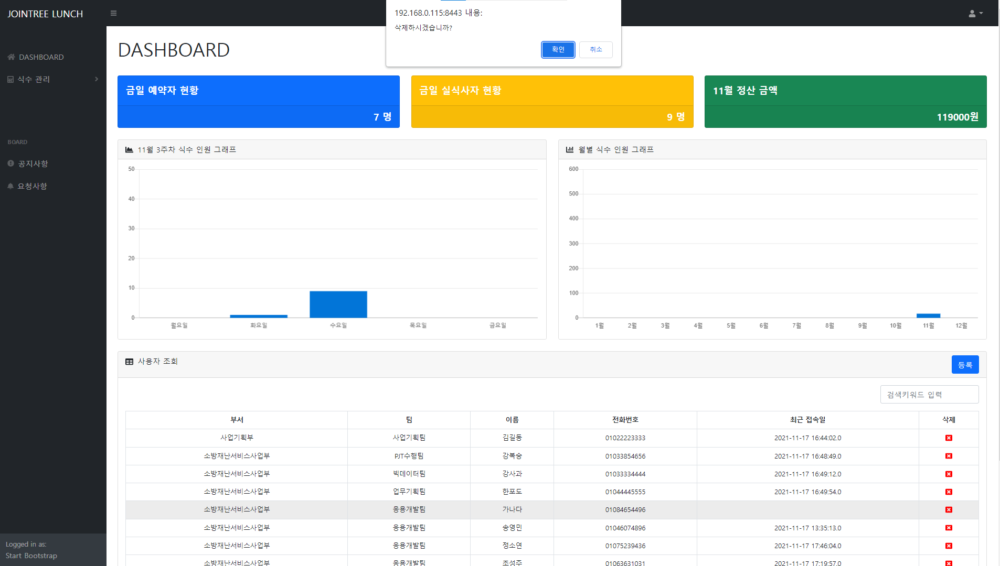 JOINTREE LUNCH
192.168.0.115:8443 내용:
삭제하시겠습니까?
확인
취소
DASHBOARD
식수 관리
BOARD
공지사항
요청사항
Logged in as:
Start Bootstrap
DASHBOARD
금일 예약자 현황
7 명
금일 실식사자 현황
9 명
11월 정산 금액
119000원
11월 3주차 식수 인원 그래프
50
40
30
20
10
0
월요일 화요일 수요일 목요일 금요일
월별 식수 인원 그래프
600
500
400
300
200
100
0
1월 2월 3월 4월 5월 6월 7월 8월 9월 10월 11월 12월
사용자 조회
등록
검색키워드 입력
부서 팀 이름 전화번호 최근 접속일 삭제
사업기획부 사업기획팀 김길동 01022223333 2021-11-17 16:44:02.0
소방재난서비스사업부 PJT수행팀 강복숭 01033854656 2021-11-17 16:48:49.0
소방재난서비스사업부 빅데이터팀 강사과 01033334444 2021-11-17 16:49:12.0
소방재난서비스사업부 업무기획팀 한포도 01044445555 2021-11-17 16:49:54.0
소방재난서비스사업부 응용개발팀 가나다 01084654496
소방재난서비스사업부 응용개발팀 송영민 01046074896 2021-11-17 13:35:13.0
소방재난서비스사업부 응용개발팀 정소연 01075239436 2021-11-17 17:46:04.0
소방재난서비스사업부 응용개발팀 조성주 01063631031 2021-11-17 17:19:57.0